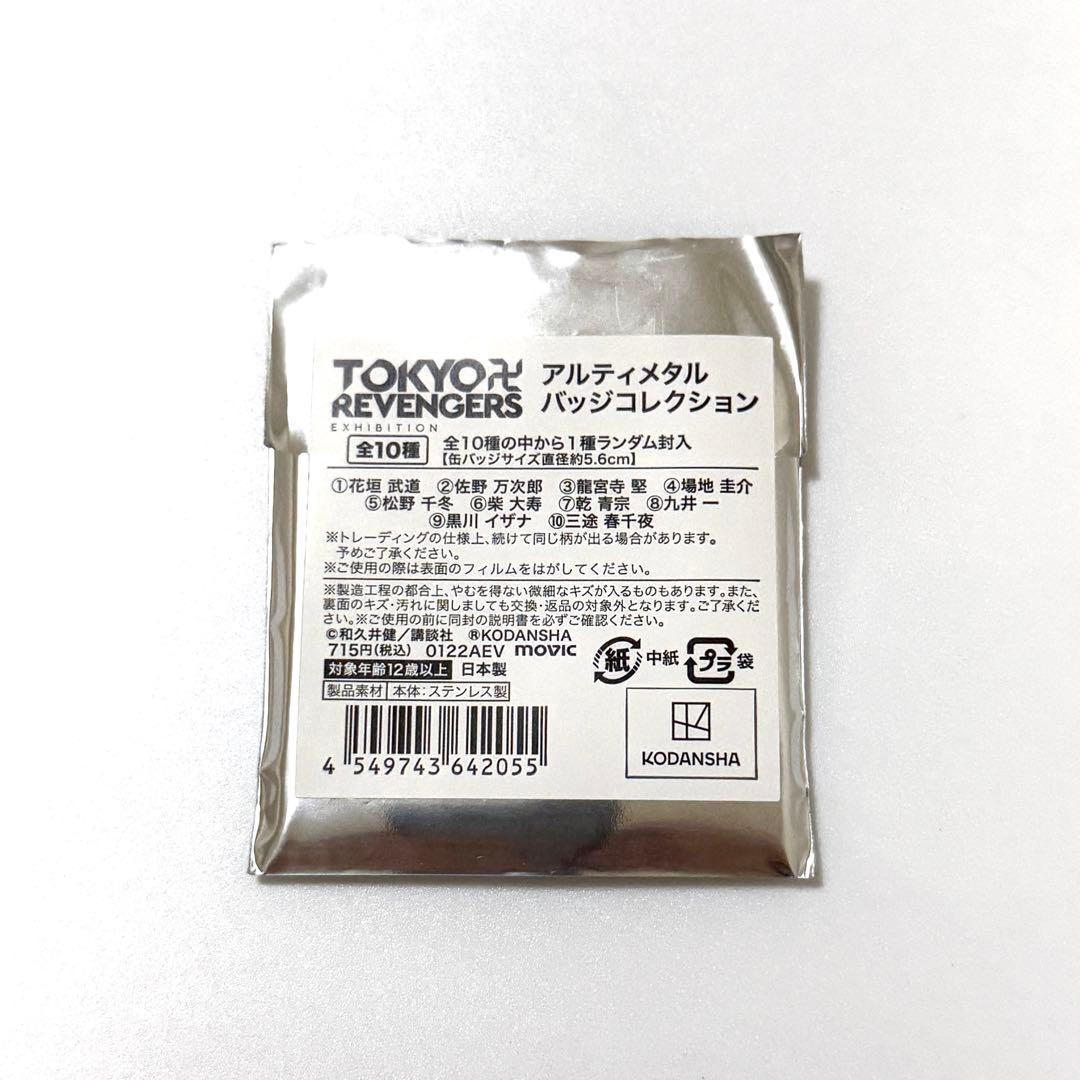 TOKYO卍 アルティメタル
REVENGERS バッジコレクション
EXHIBITION
全10種 全10種の中から1種ランダム封入
【缶バッジサイズ直径約5.6cm】
①花垣 武道 ②佐野 万次郎 ③龍宮寺 堅 ④場地 圭介
⑤松野 千冬 ⑥柴 大寿 ⑦乾 青宗 ⑧九井 一
⑨黒川 イザナ ⑩三途 春千夜
※トレーディングの仕様上、続けて同じ柄が出る場合があります。
予めご了承ください。
※ご使用の際は表面のフィルムをはがしてください。
※製造工程の都合上、やむを得ない微細なキズが入るものもあります。また、
裏面のキズ・汚れに関しましても交換・返品の対象外となります。ご了承くださ
い。※ご使用の前に同封の説明書を必ずご確認ください。
©和久井健／講談社 ®KODANSHA
715円(税込) 0122AEV movic
対象年齢12歳以上 日本製
製品素材 本体：ステンレス製
紙 中紙 プラ 袋
4 549743 642055
KODANSHA